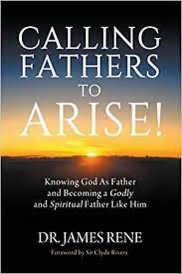 CALLING
FATHERS
TO
ARISE!
Knowing God As Father
and Becoming a Godly
and Spiritual Father Like Him
DR. JAMES RENE
Foreword by Sir Clyde Rivers